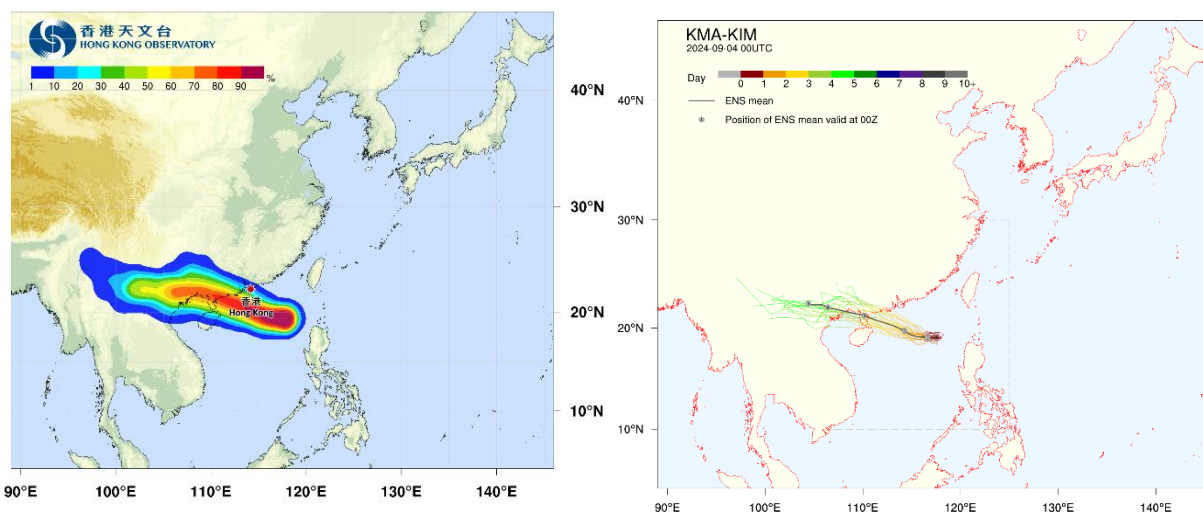 香港天文台
HONG KONG OBSERVATORY
1 10 20 30 40 50 60 70 80 90 %
40°N
30°N
香港
Hong Kong
20°N
10°N
90°E 100°E 110°E 120°E 130°E 140°E
KMA-KIM
2024-09-04 00UTC
Day
0 1 2 3 4 5 6 7 8 9 10+
ENS mean
Position of ENS mean valid at 00Z
40°N
30°N
20°N
10°N
90°E 100°E 110°E 120°E 130°E 140°E